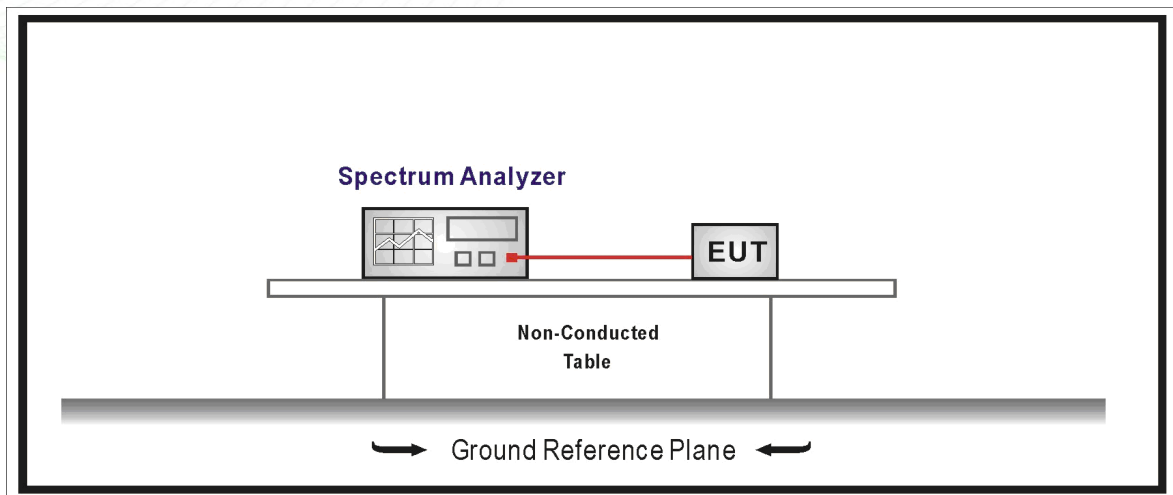 Spectrum Analyzer
EUT
Non-Conducted
Table
Ground Reference Plane